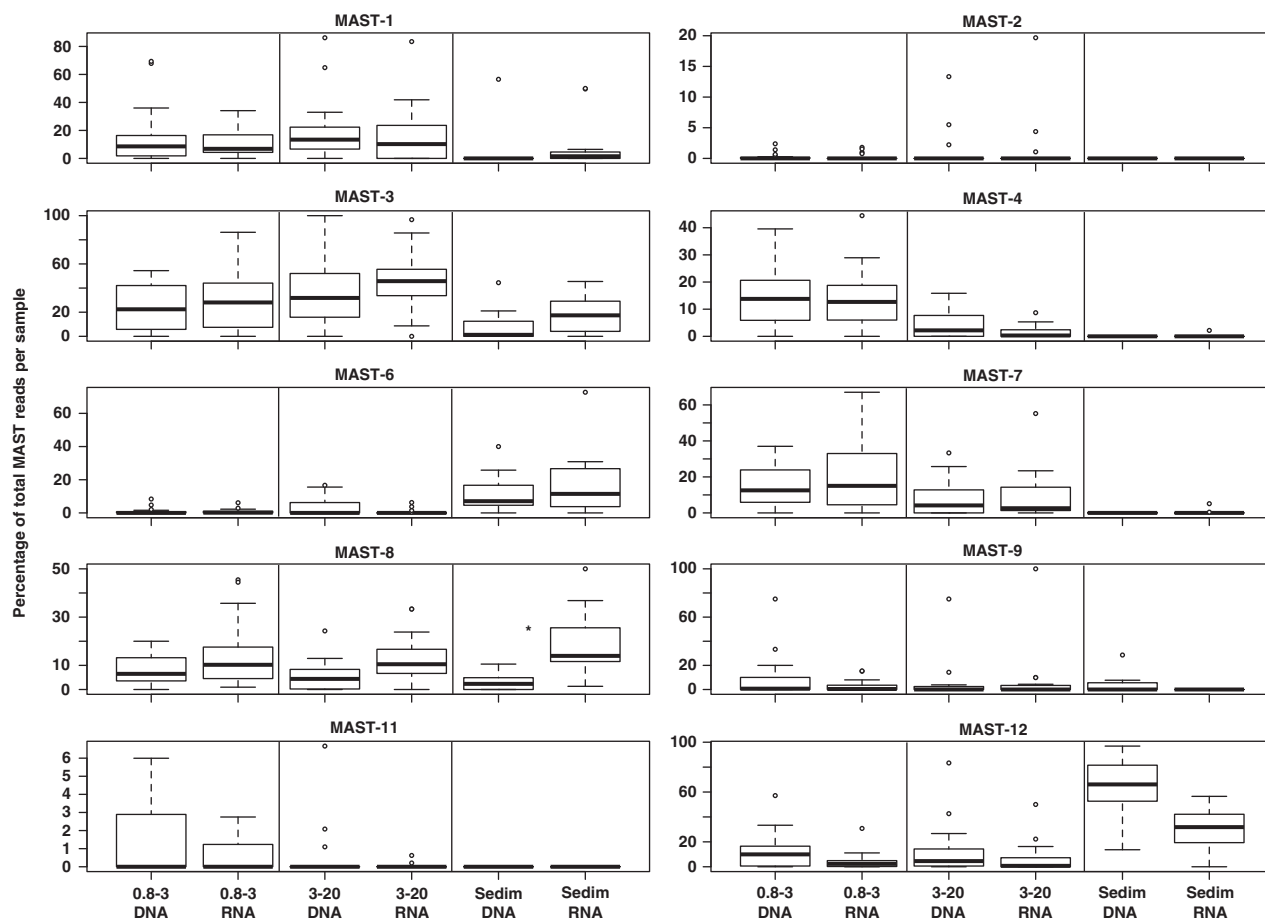 MAST-1
MAST-2
80
60
40
20
0
20
15
10
5
0
MAST-3
MAST-4
100
60
20
0
40
30
20
10
0
Percentage of total MAST reads per sample
MAST-6
MAST-7
60
40
20
0
60
40
20
0
MAST-8
MAST-9
50
30
10
0
*
100
60
20
0
MAST-11
MAST-12
6
5
4
3
2
1
0
100
60
20
0
0.8-3 DNA
0.8-3 RNA
3-20 DNA
3-20 RNA
Sedim DNA
Sedim RNA
0.8-3 DNA
0.8-3 RNA
3-20 DNA
3-20 RNA
Sedim DNA
Sedim RNA